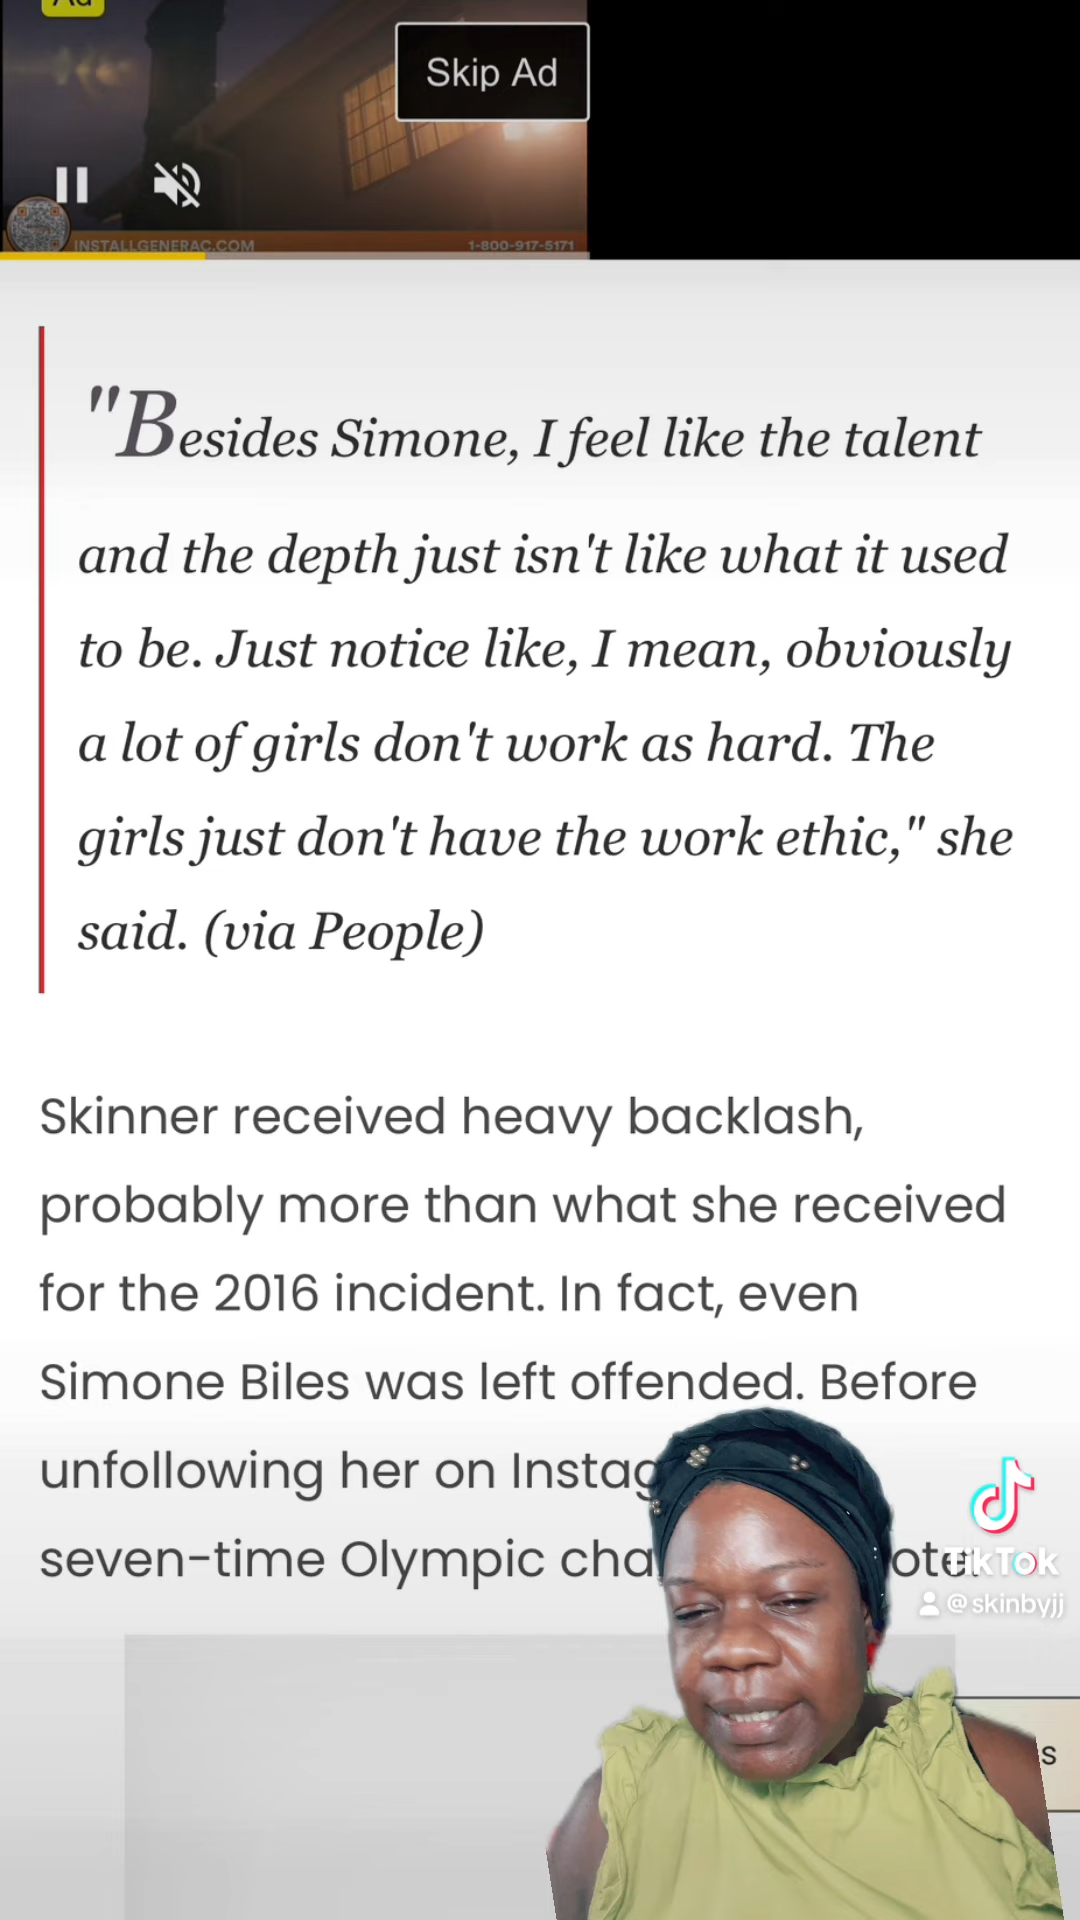 Ad
Skip Ad
INSTALLGENERAC.COM
1-800-917-5171
"Besides Simone, I feel like the talent
and the depth just isn't like what it used
to be. Just notice like, I mean, obviously
a lot of girls don't work as hard. The
girls just don't have the work ethic," she
said. (via People)
Skinner received heavy backlash,
probably more than what she received
for the 2016 incident. In fact, even
Simone Biles was left offended. Before
unfollowing her on
seven-time Olympic
TikTok
@skinbyjj